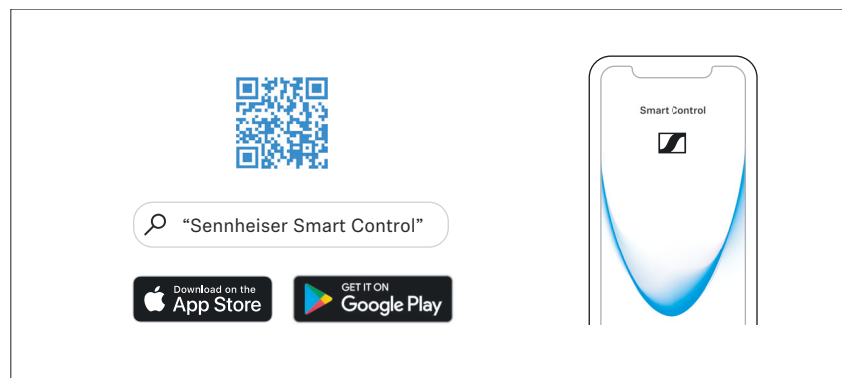 “Sennheiser Smart Control”
Download on the
App Store
GET IT ON
Google Play
Smart Control